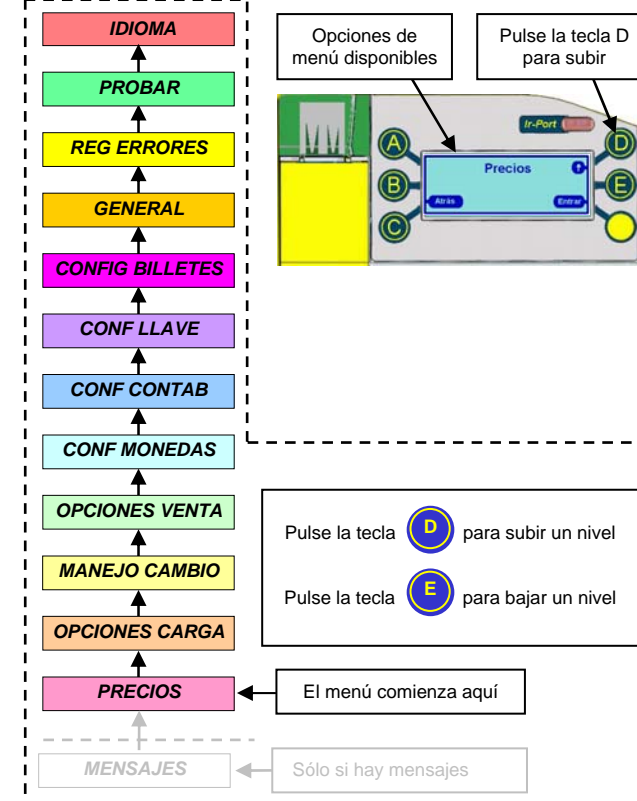 IDIOMA
PROBAR
REG ERRORES
GENERAL
CONFIG BILLETES
CONF LLAVE
CONF CONTAB
CONF MONEDAS
OPCIONES VENTA
MANEJO CAMBIO
OPCIONES CARGA
PRECIOS
MENSAJES
Opciones de
menú disponibles
Pulse la tecla D
para subir
Ir-Port
A
B
C
D
E
Precios
Atrás
Entrar
Pulse la tecla D para subir un nivel
Pulse la tecla E para bajar un nivel
El menú comienza aquí
Sólo si hay mensajes